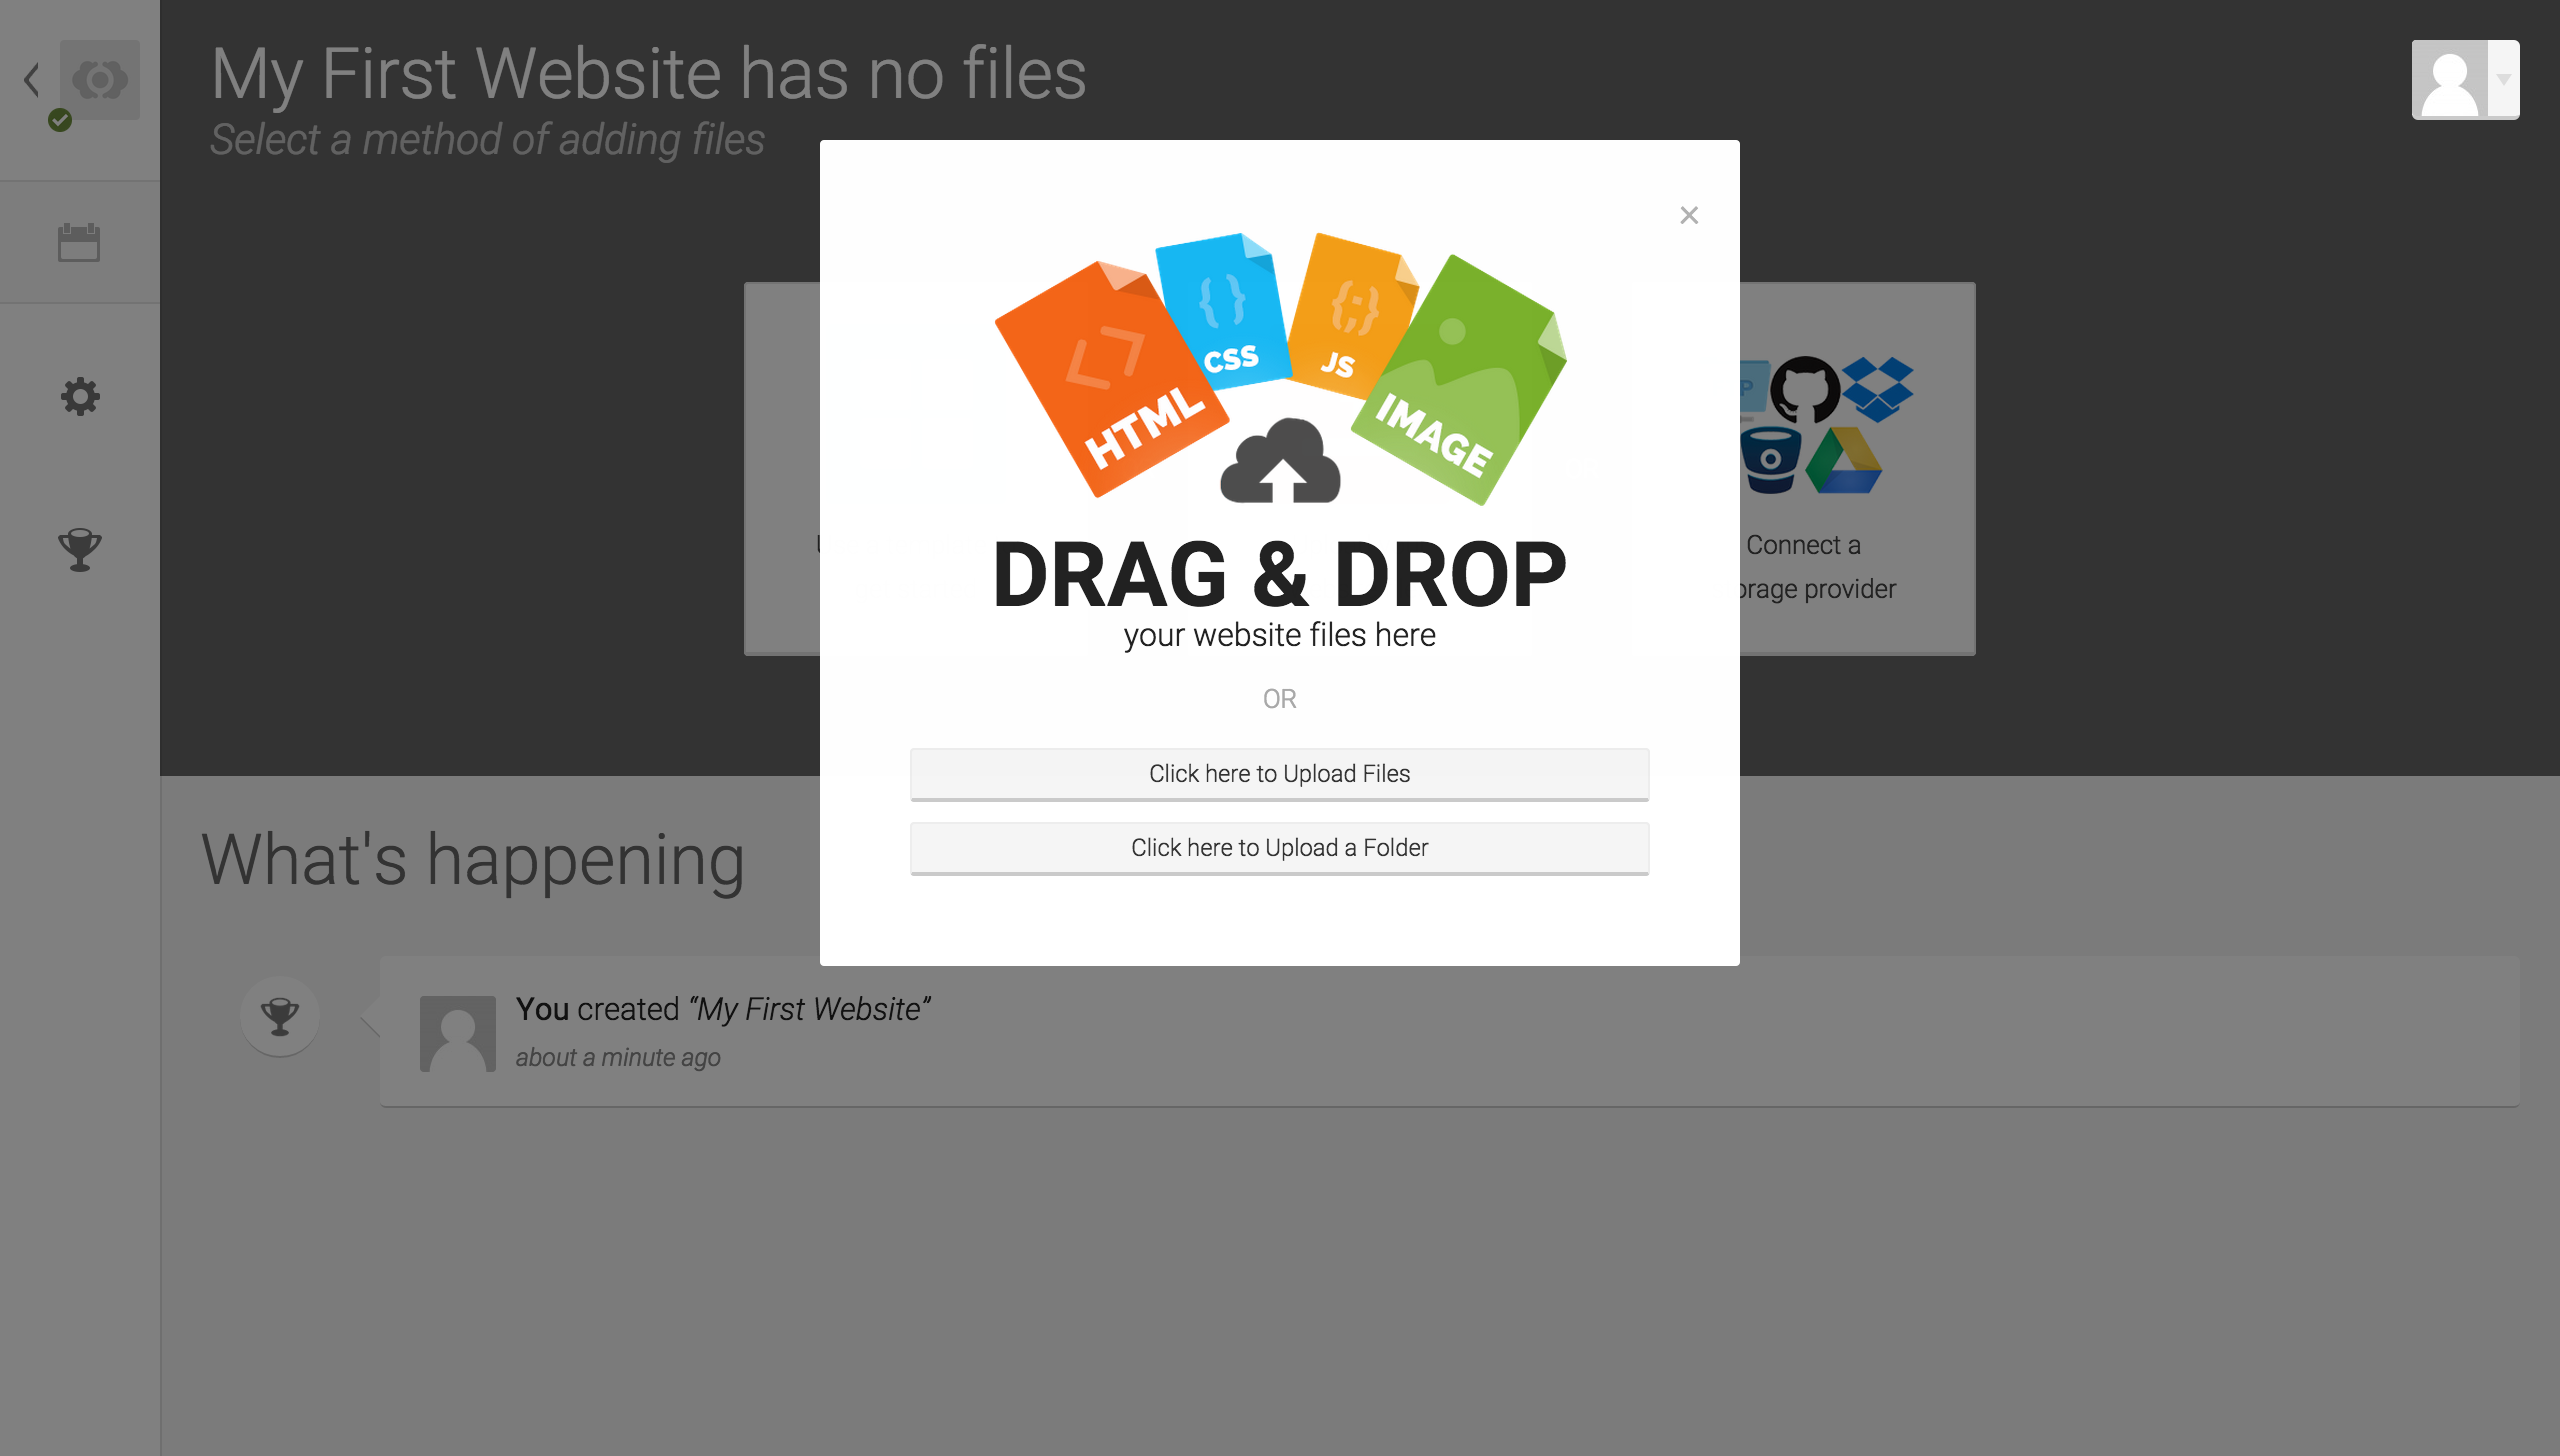 My First Website has no files
Select a method of adding files
HTML
CSS
JS
IMAGE
DRAG & DROP
your website files here
OR
Click here to Upload Files
Click here to Upload a Folder
Connect a
provider
What's happening
You created “My First Website”
about a minute ago